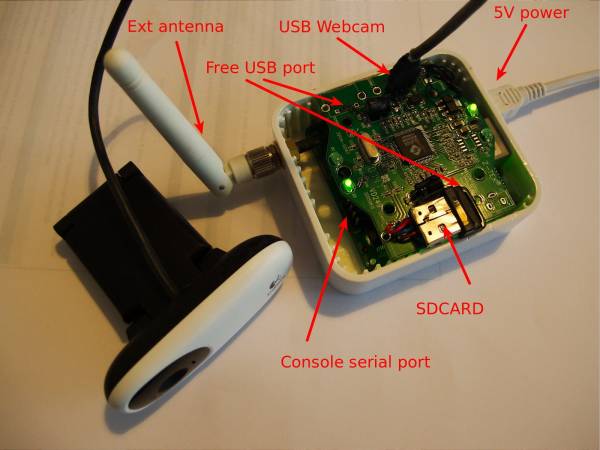 5V power
Ext antenna
USB Webcam
Free USB port
SDCARD
Console serial port